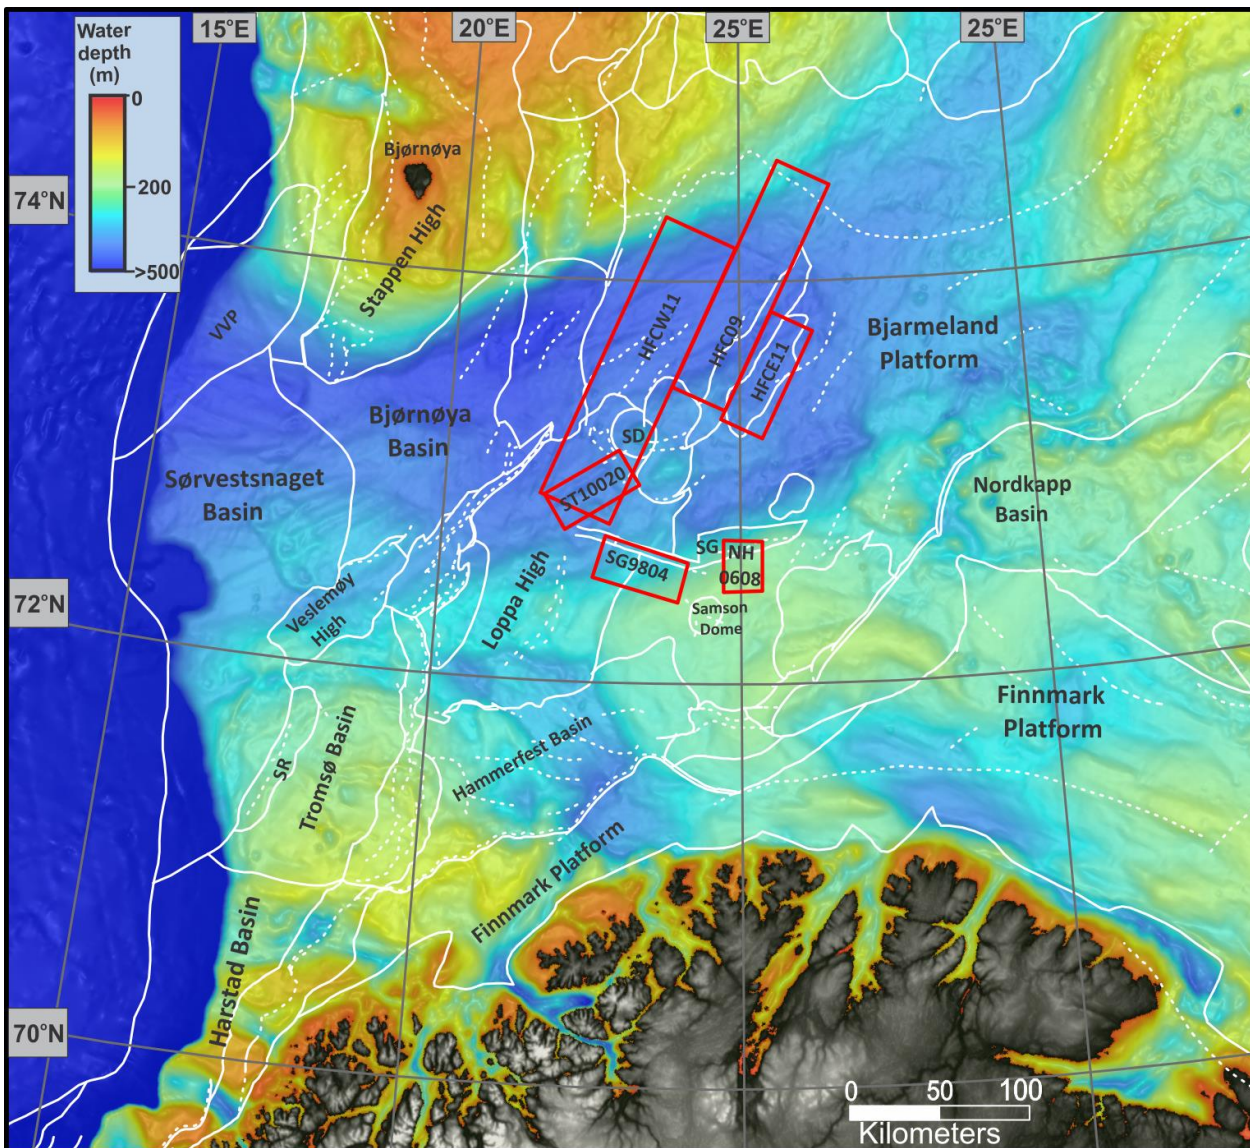 Water
depth
(m)
0
200
>500
15°E
20°E
25°E
25°E
74°N
72°N
70°N
Bjørnøya
Stappen High
VVP
HFCW11
HFC09
HFCE11
Bjarmeland
Platform
Bjørnøya
Basin
SD
Sørvestsnaget
Basin
ST10020
Nordkapp
Basin
SG
NH
0608
SG9804
Samson
Dome
Veslemøy
High
Loppa High
Finnmark
Platform
SR
Tromsø Basin
Hammerfest Basin
Finnmark Platform
Harstad Basin
0 50 100
Kilometers